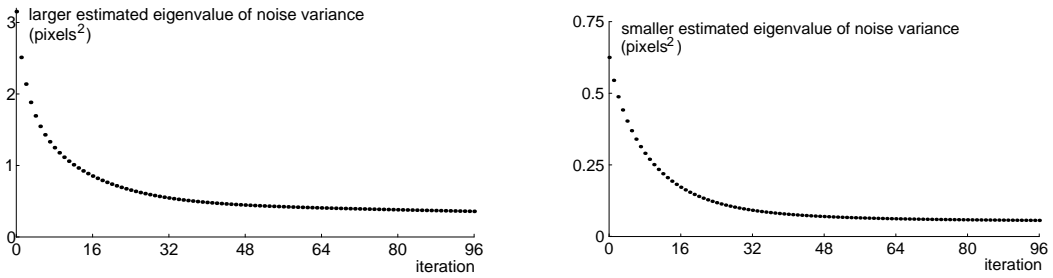 larger estimated eigenvalue of noise variance
(pixels2)
3
2
1
0
0 16 32 48 64 80 96
iteration
smaller estimated eigenvalue of noise variance
(pixels2)
0.75
0.5
0.25
0
0 16 32 48 64 80 96
iteration